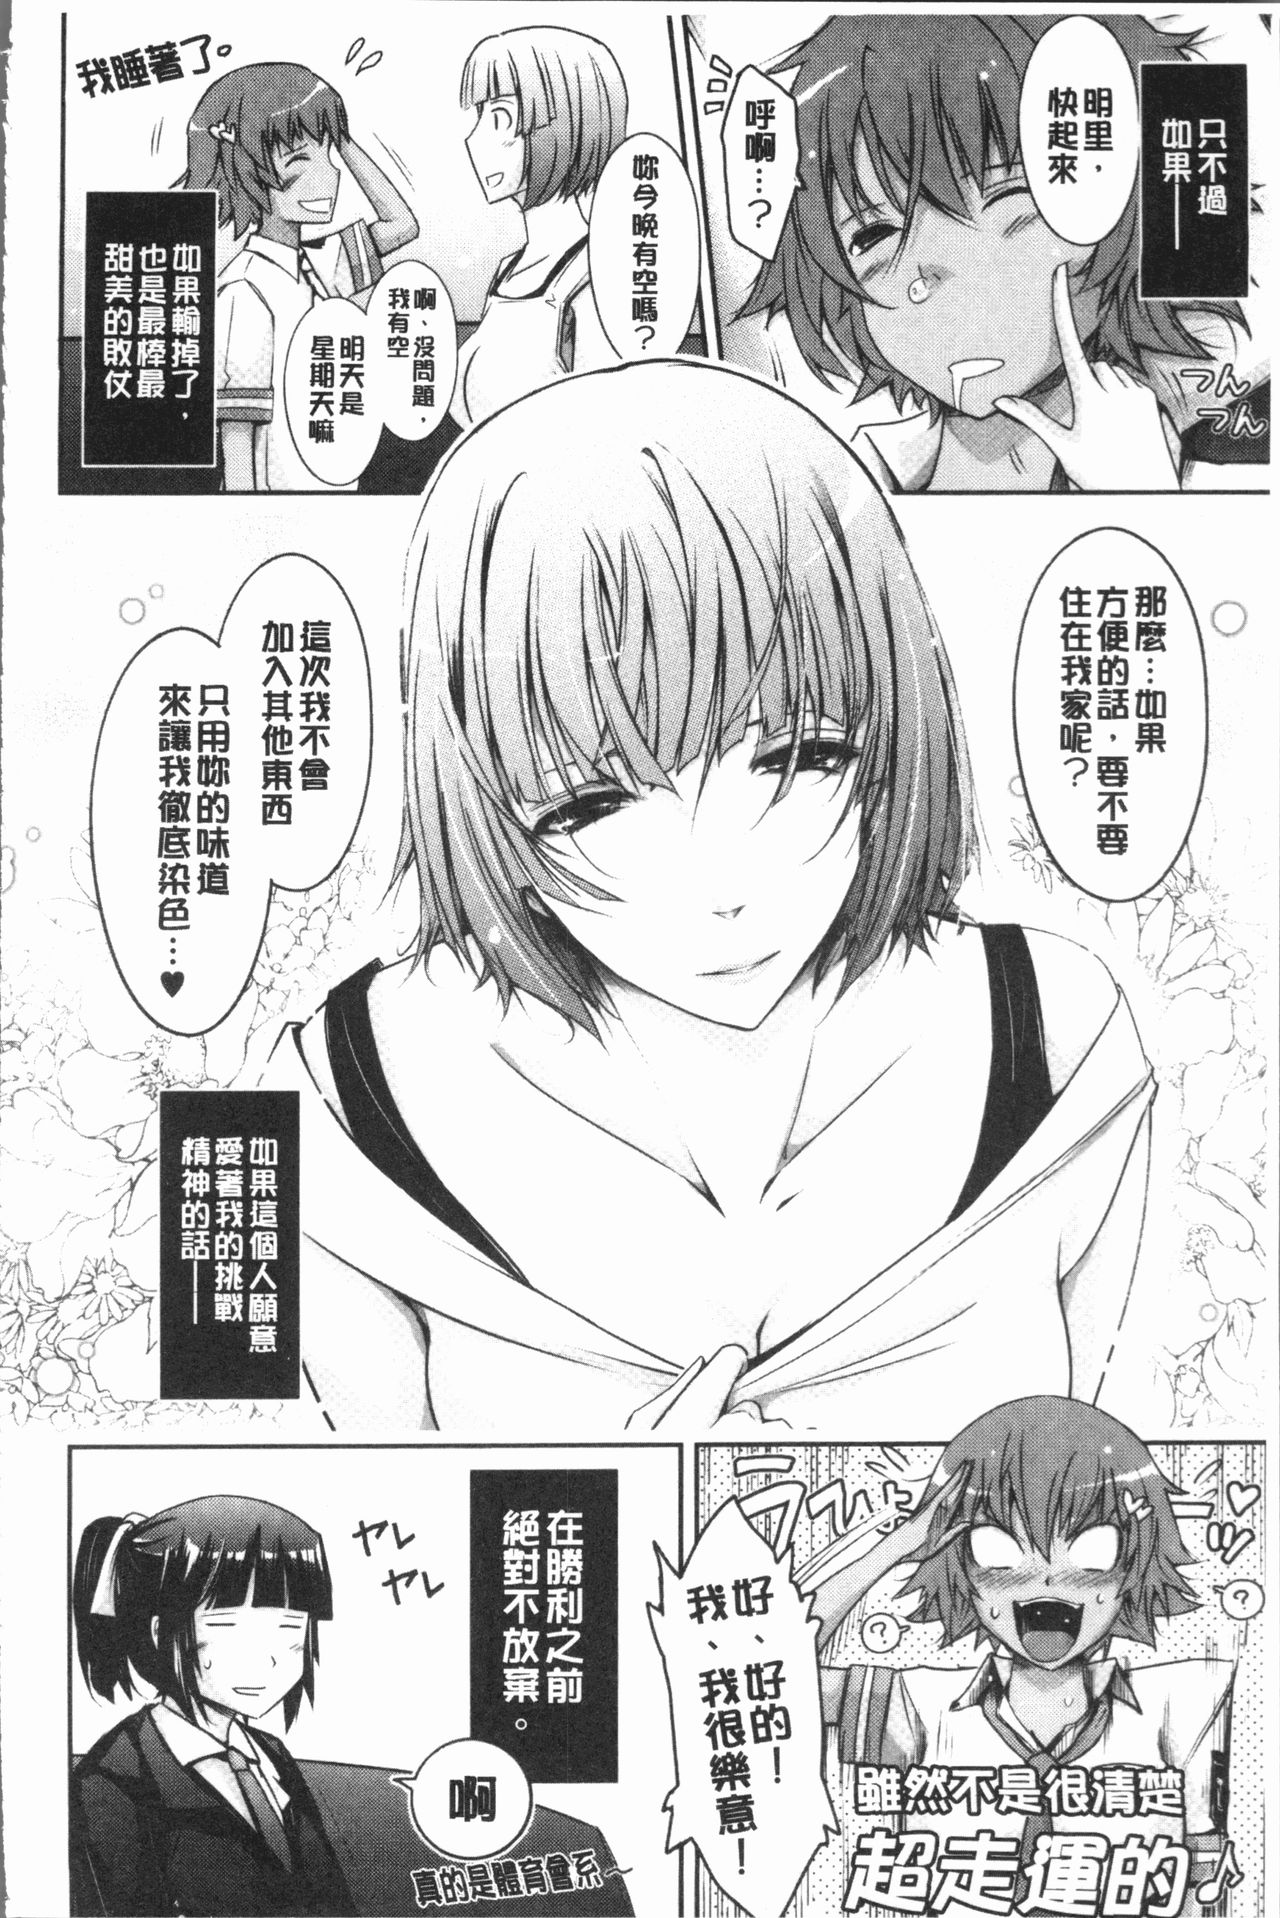 只不過
如果——
明里，
快起來
呼啊…？
つんつん
妳今晚有空嗎？
我睡著了。
啊、沒問題，
我有空
明天是
星期天嘛
如果輸掉了，
也是最棒最
甜美的敗仗
那麼…如果
方便的話，要不要
住在我家呢？
這次我不會
加入其他東西
只用妳的味道
來讓我徹底染色…♥
如果這個人願意
愛著我的挑戰
精神的話——
ラブひょーッ♡
?
?
好、好的！
我、我很樂意！
雖然不是很清楚
超走運的♪
在勝利之前
絕對不放棄。
ヤレ
ヤレ
啊
真的是體育會系～